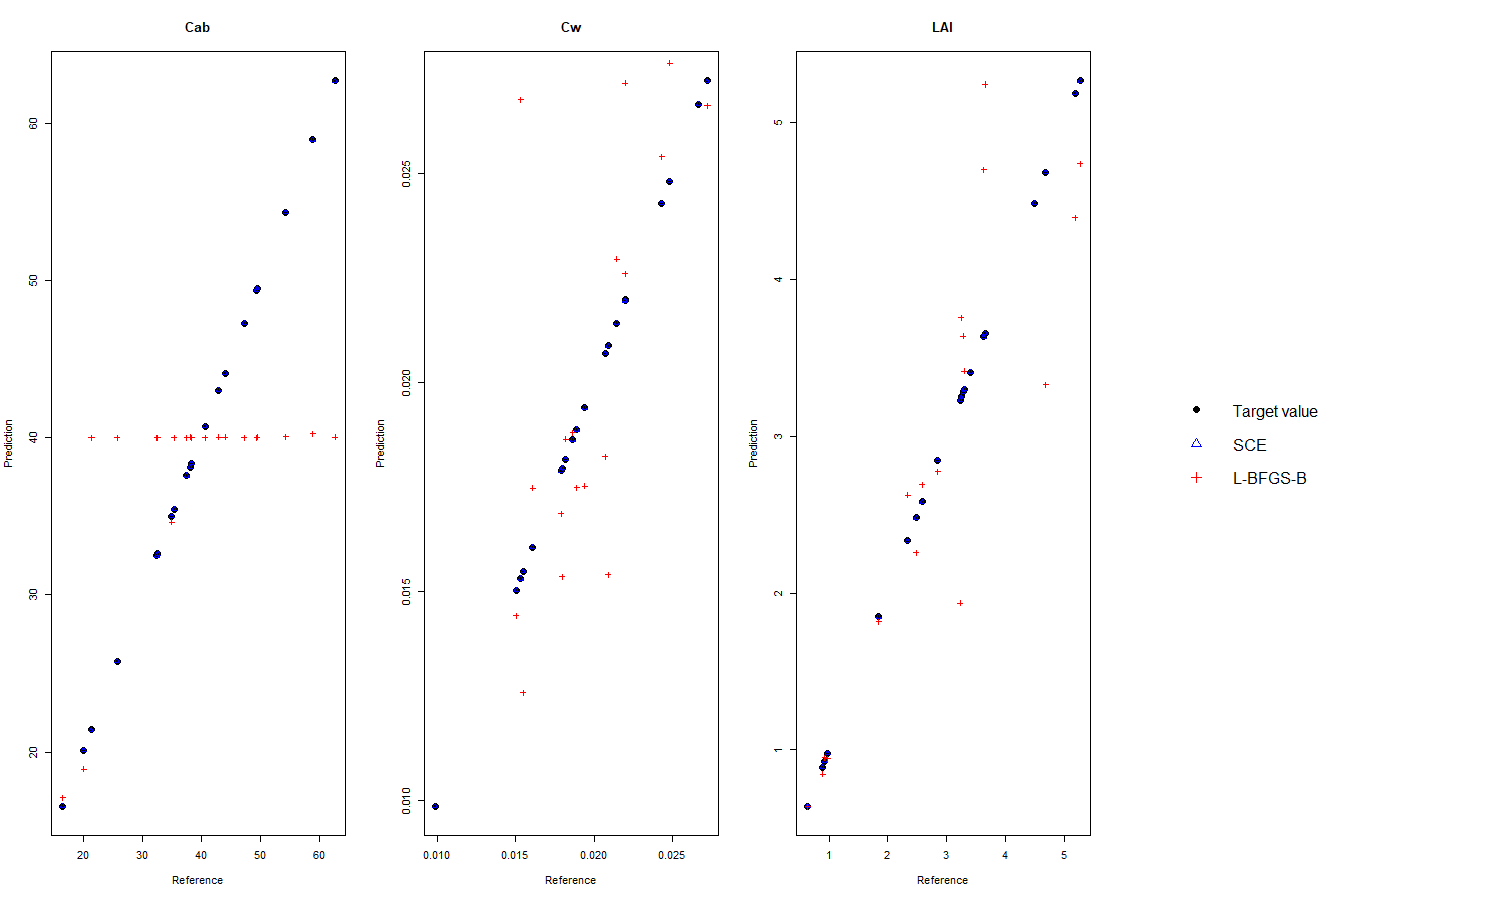 Cab
Cw
LAI
60
50
40
30
20
Prediction
20 30 40 50 60
Reference
0.025
0.020
0.015
0.010
Prediction
0.010 0.015 0.020 0.025
Reference
5
4
3
2
1
Prediction
1 2 3 4 5
Reference
Target value
SCE
L-BFGS-B